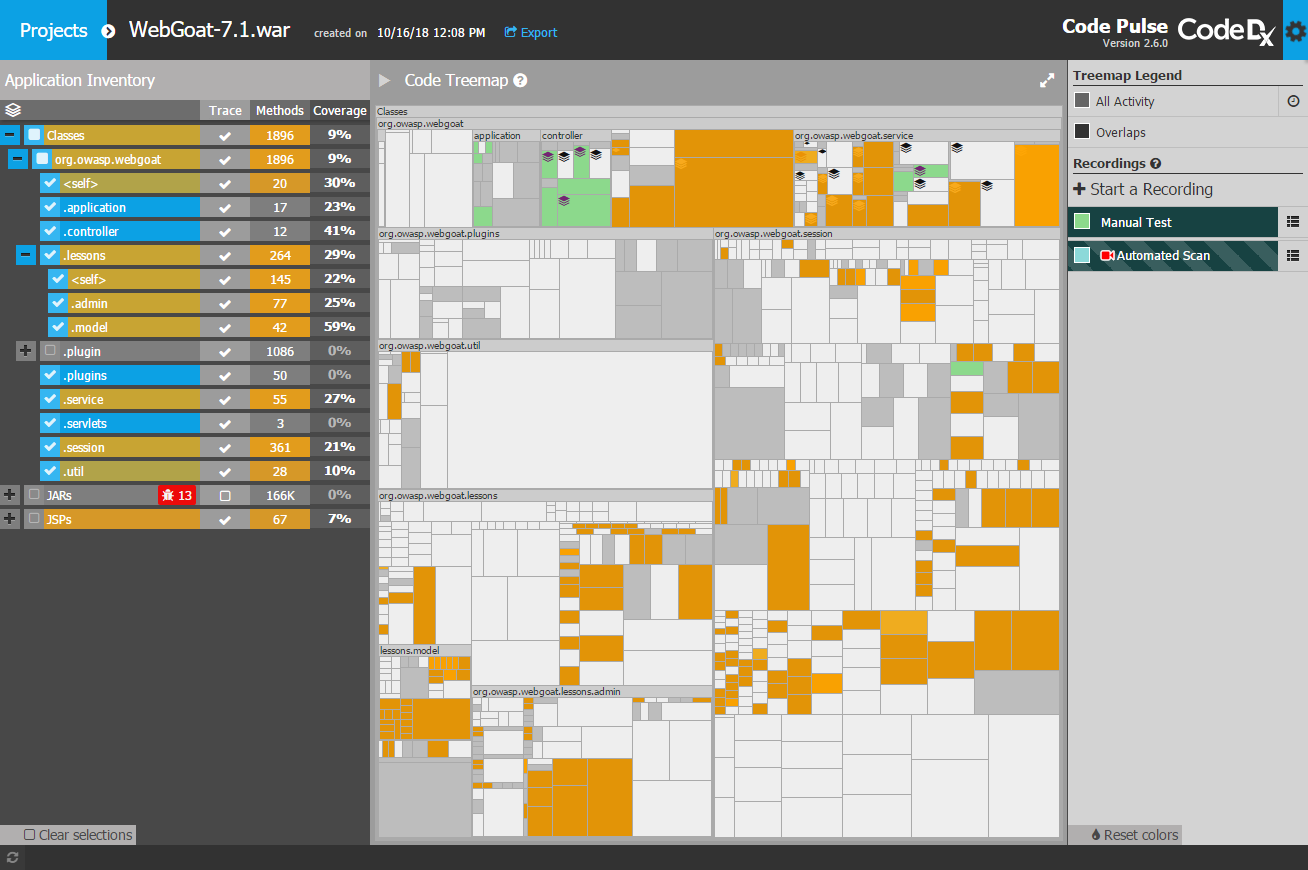 Projects
WebGoat-7.1.war
created on 10/16/18 12:08 PM
Export
Code Pulse
Version 2.6.0
CodeDx
Application Inventory
Trace Methods Coverage
Classes 1896 9%
org.owasp.webgoat 1896 9%
<self> 20 30%
.application 17 23%
.controller 12 41%
.lessons 264 29%
<self> 145 22%
.admin 77 25%
.model 42 59%
.plugin 1086 0%
.plugins 50 0%
.service 55 27%
.servlets 3 0%
.session 361 21%
.util 28 10%
JARs 13 166K 0%
JSPs 67 7%
Clear selections
Code Treemap ?
Classes
org.owasp.webgoat
application
controller
org.owasp.webgoat.service
org.owasp.webgoat.plugins
org.owasp.webgoat.session
org.owasp.webgoat.util
org.owasp.webgoat.lessons
lessons.model
org.owasp.webgoat.lessons.admin
Treemap Legend
All Activity
Overlaps
Recordings ?
+ Start a Recording
Manual Test
Automated Scan
Reset colors